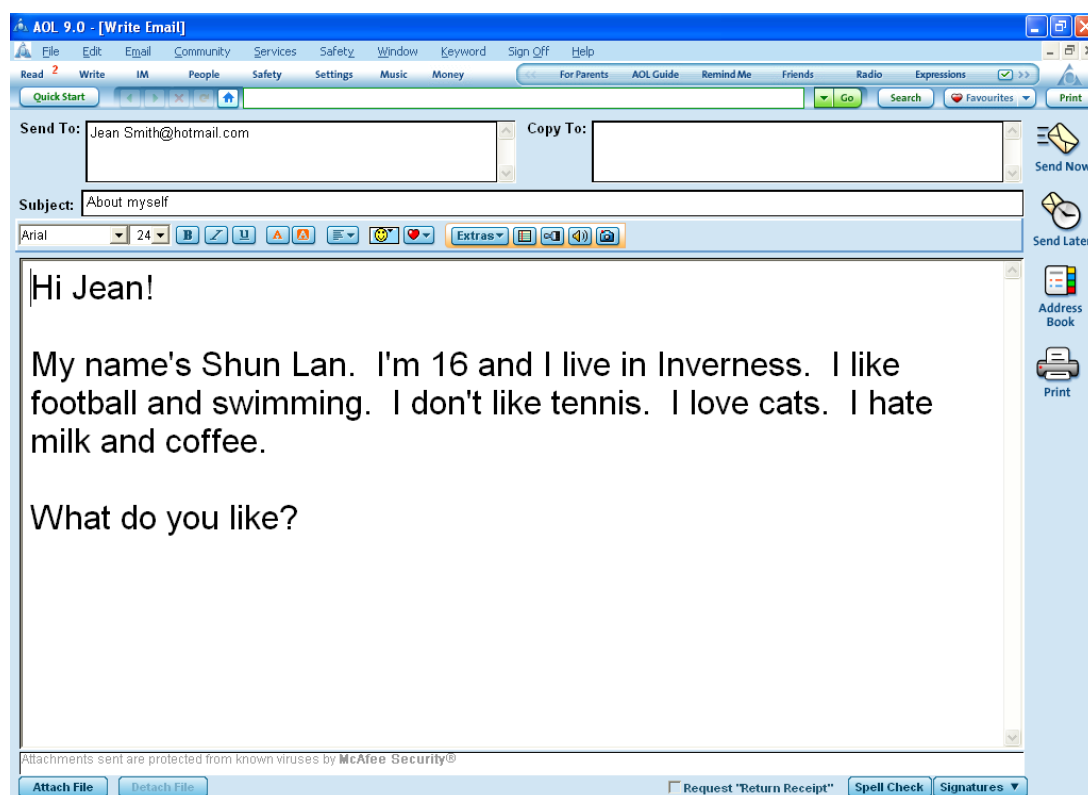 AOL 9.0 - [Write Email]
File Edit Email Community Services Safety Window Keyword Sign Off Help
Read 2 Write IM People Safety Settings Music Money << For Parents AOL Guide Remind Me Friends Radio Expressions >>
Quick Start Go Search Favourites Print
Send To: Jean Smith@hotmail.com Copy To:
Send Now
Subject: About myself
Arial 24 B I U A A Extras
Send Later
Hi Jean!
Address
Book
My name's Shun Lan. I'm 16 and I live in Inverness. I like
football and swimming. I don't like tennis. I love cats. I hate
milk and coffee.
Print
What do you like?
Attachments sent are protected from known viruses by McAfee Security®
Attach File Detach File Request "Return Receipt" Spell Check Signatures